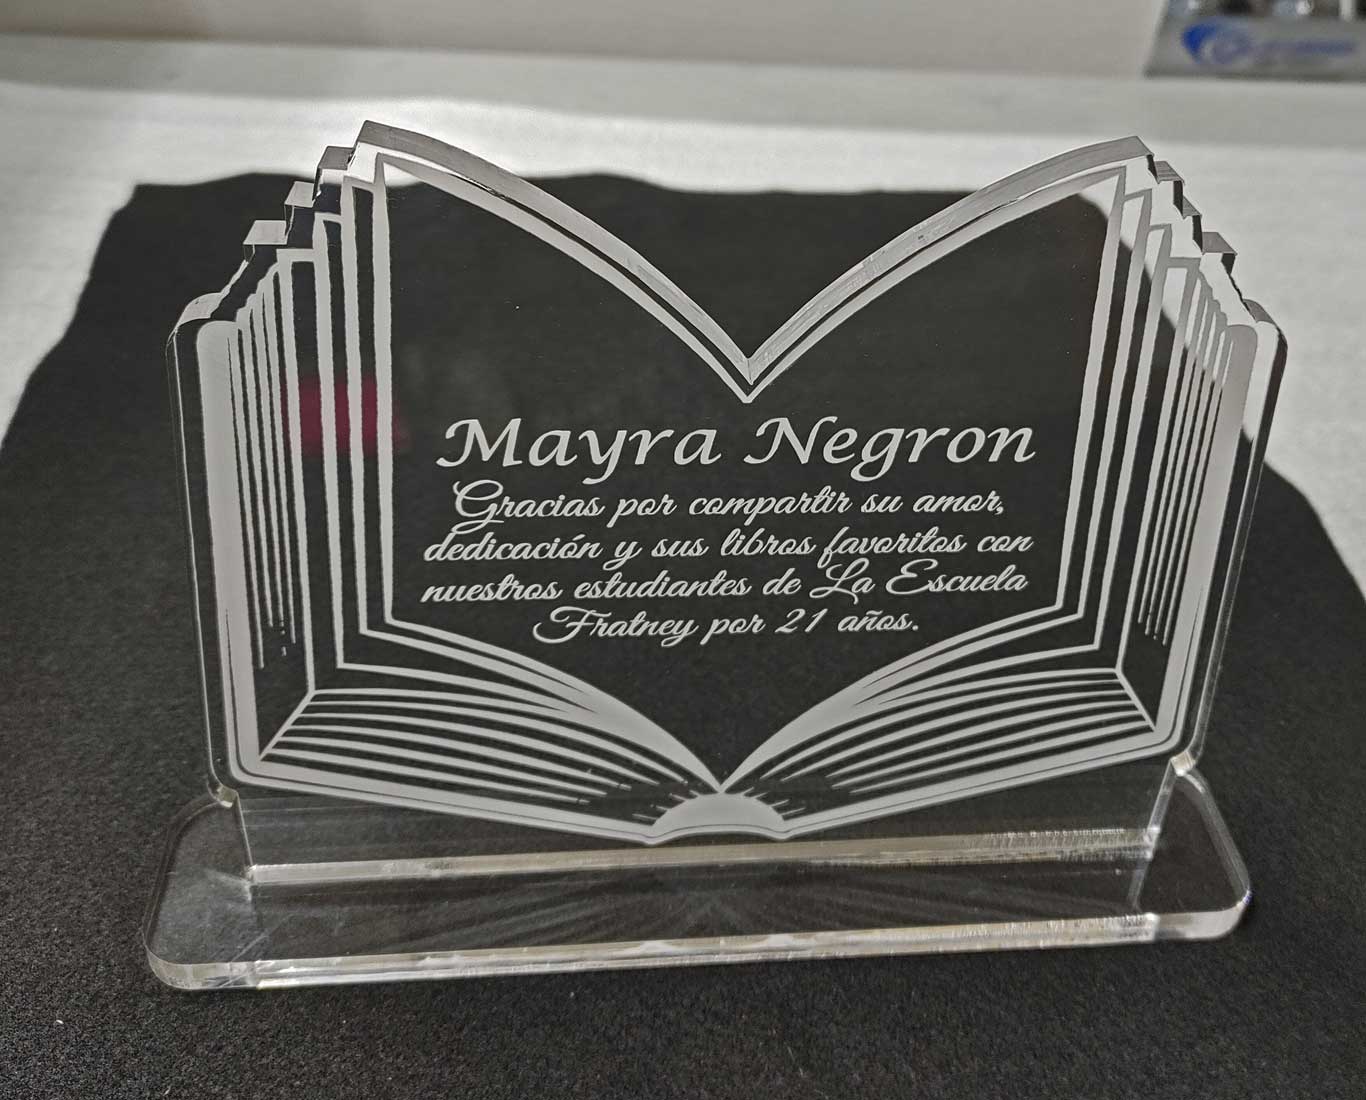 Mayra Negron
Gracias por compartir su amor,
dedicación y sus libros favoritos con
nuestros estudiantes de La Escuela
Fratney por 21 años.